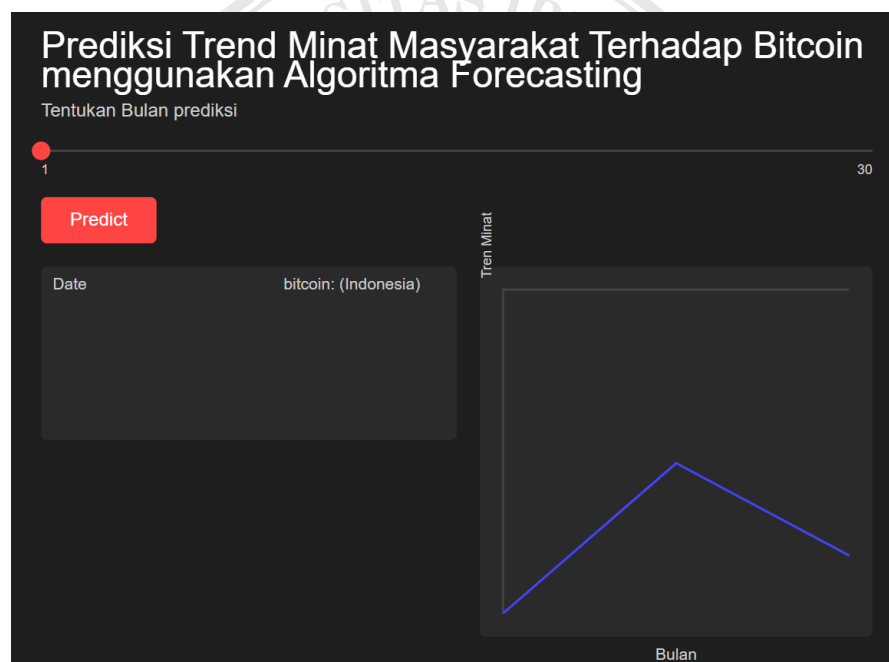 Prediksi Trend Minat Masyarakat Terhadap Bitcoin
menggunakan Algoritma Forecasting
Tentukan Bulan prediksi
1
30
Predict
Date
bitcoin: (Indonesia)
Tren Minat
Bulan